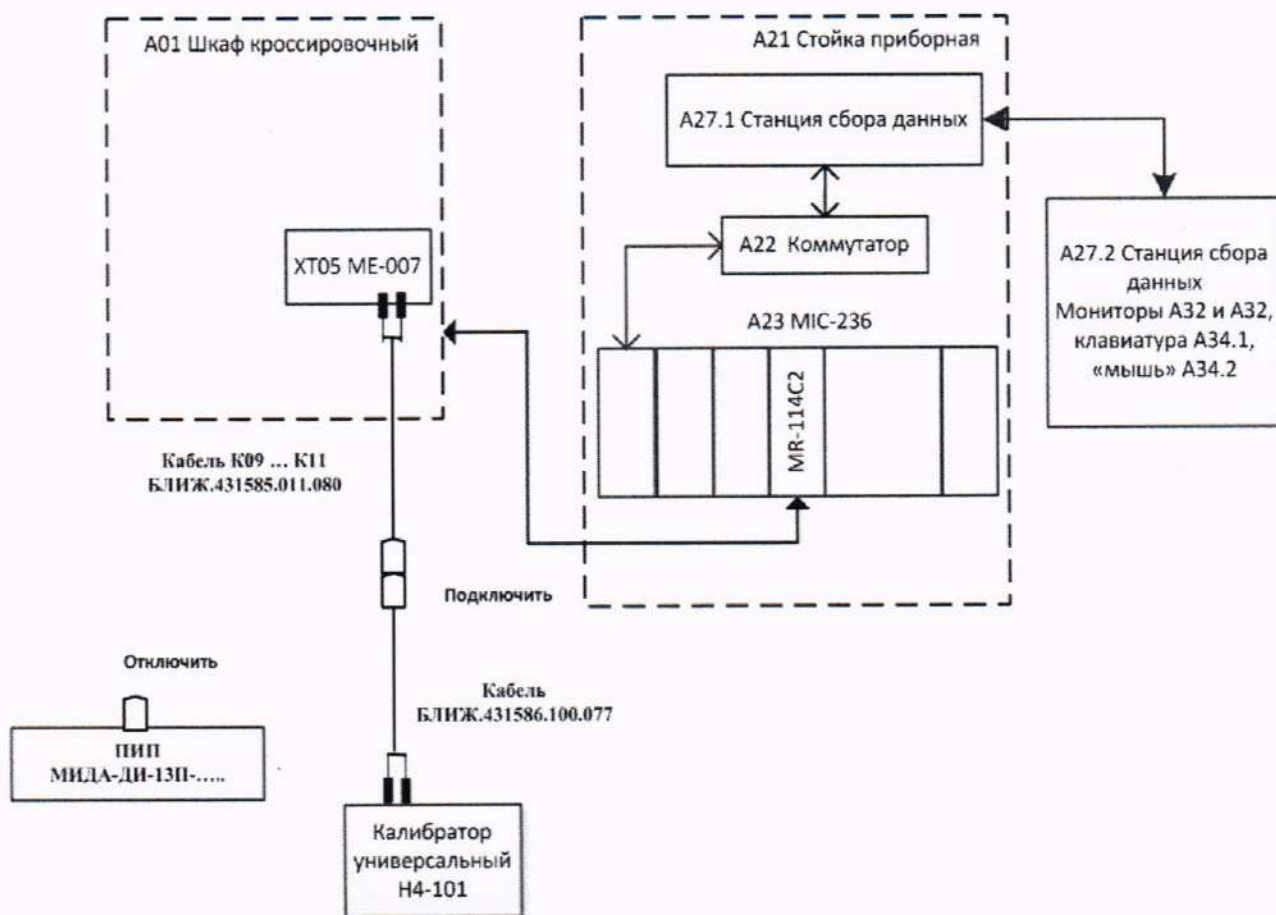 А01 Шкаф кроссировочный
А21 Стойка приборная
А27.1 Станция сбора данных
А22 Коммутатор
ХТ05 МЕ-007
А23 MIC-236
MR-114C2
А27.2 Станция сбора
данных
Мониторы А32 и А32,
клавиатура А34.1,
«мышь» А34.2
Кабель К09 ... К11
БЛИЖ.431585.011.080
Подключить
Отключить
Кабель
БЛИЖ.431586.100.077
ПИП
МИДА-ДИ-13П-.....
Калибратор
универсальный
Н4-101